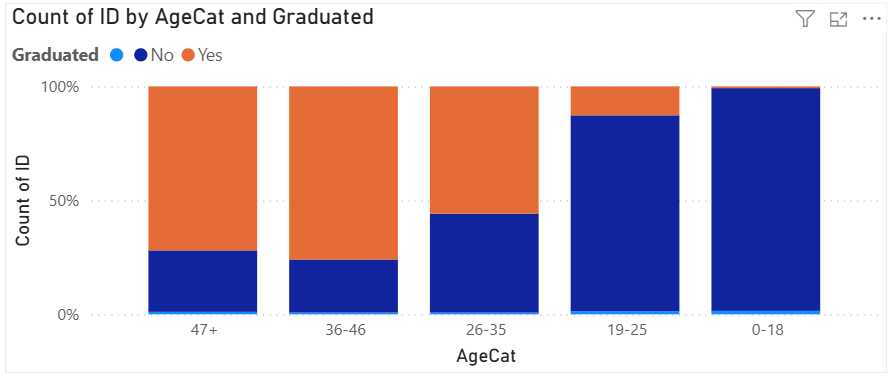 Count of ID by AgeCat and Graduated
Graduated No Yes
100%
50%
0%
Count of ID
47+ 36-46 26-35 19-25 0-18
AgeCat